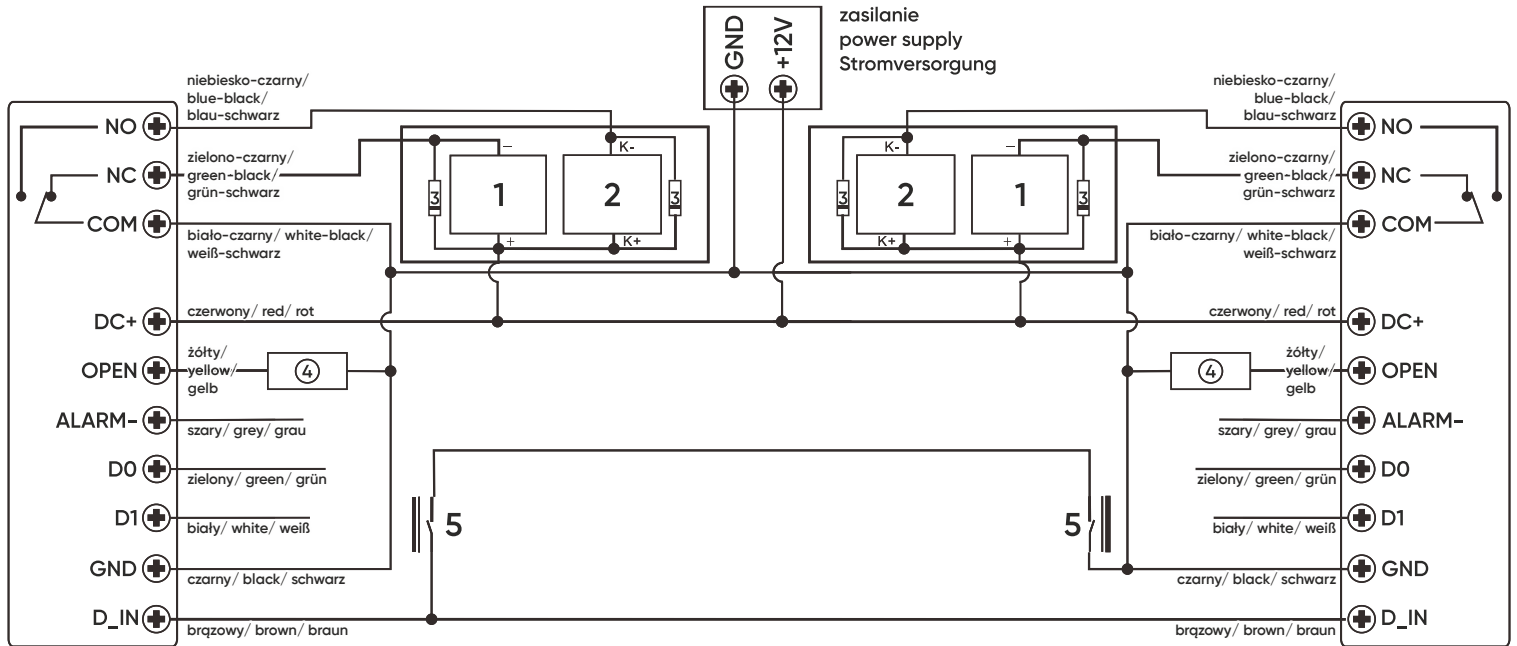 GND
+12V
zasilanie
power supply
Stromversorgung
niebiesko-czarny/
blue-black/
blau-schwarz
NO
zielono-czarny/
green-black/
grün-schwarz
NC
COM
biało-czarny/ white-black/
weiß-schwarz
DC+
czerwony/ red/ rot
OPEN
żółty/
yellow/
gelb
4
ALARM-
szary/ grey/ grau
D0
zielony/ green/ grün
D1
biały/ white/ weiß
GND
czarny/ black/ schwarz
D_IN
brązowy/ brown/ braun
3
–
1
+
K-
2
K+
3
5
3
K-
2
K+
–
1
+
3
5
niebiesko-czarny/
blue-black/
blau-schwarz
NO
zielono-czarny/
green-black/
grün-schwarz
NC
COM
biało-czarny/ white-black/
weiß-schwarz
czerwony/ red/ rot
DC+
4
żółty/
yellow/
gelb
OPEN
ALARM-
szary/ grey/ grau
D0
zielony/ green/ grün
D1
biały/ white/ weiß
GND
czarny/ black/ schwarz
D_IN
brązowy/ brown/ braun